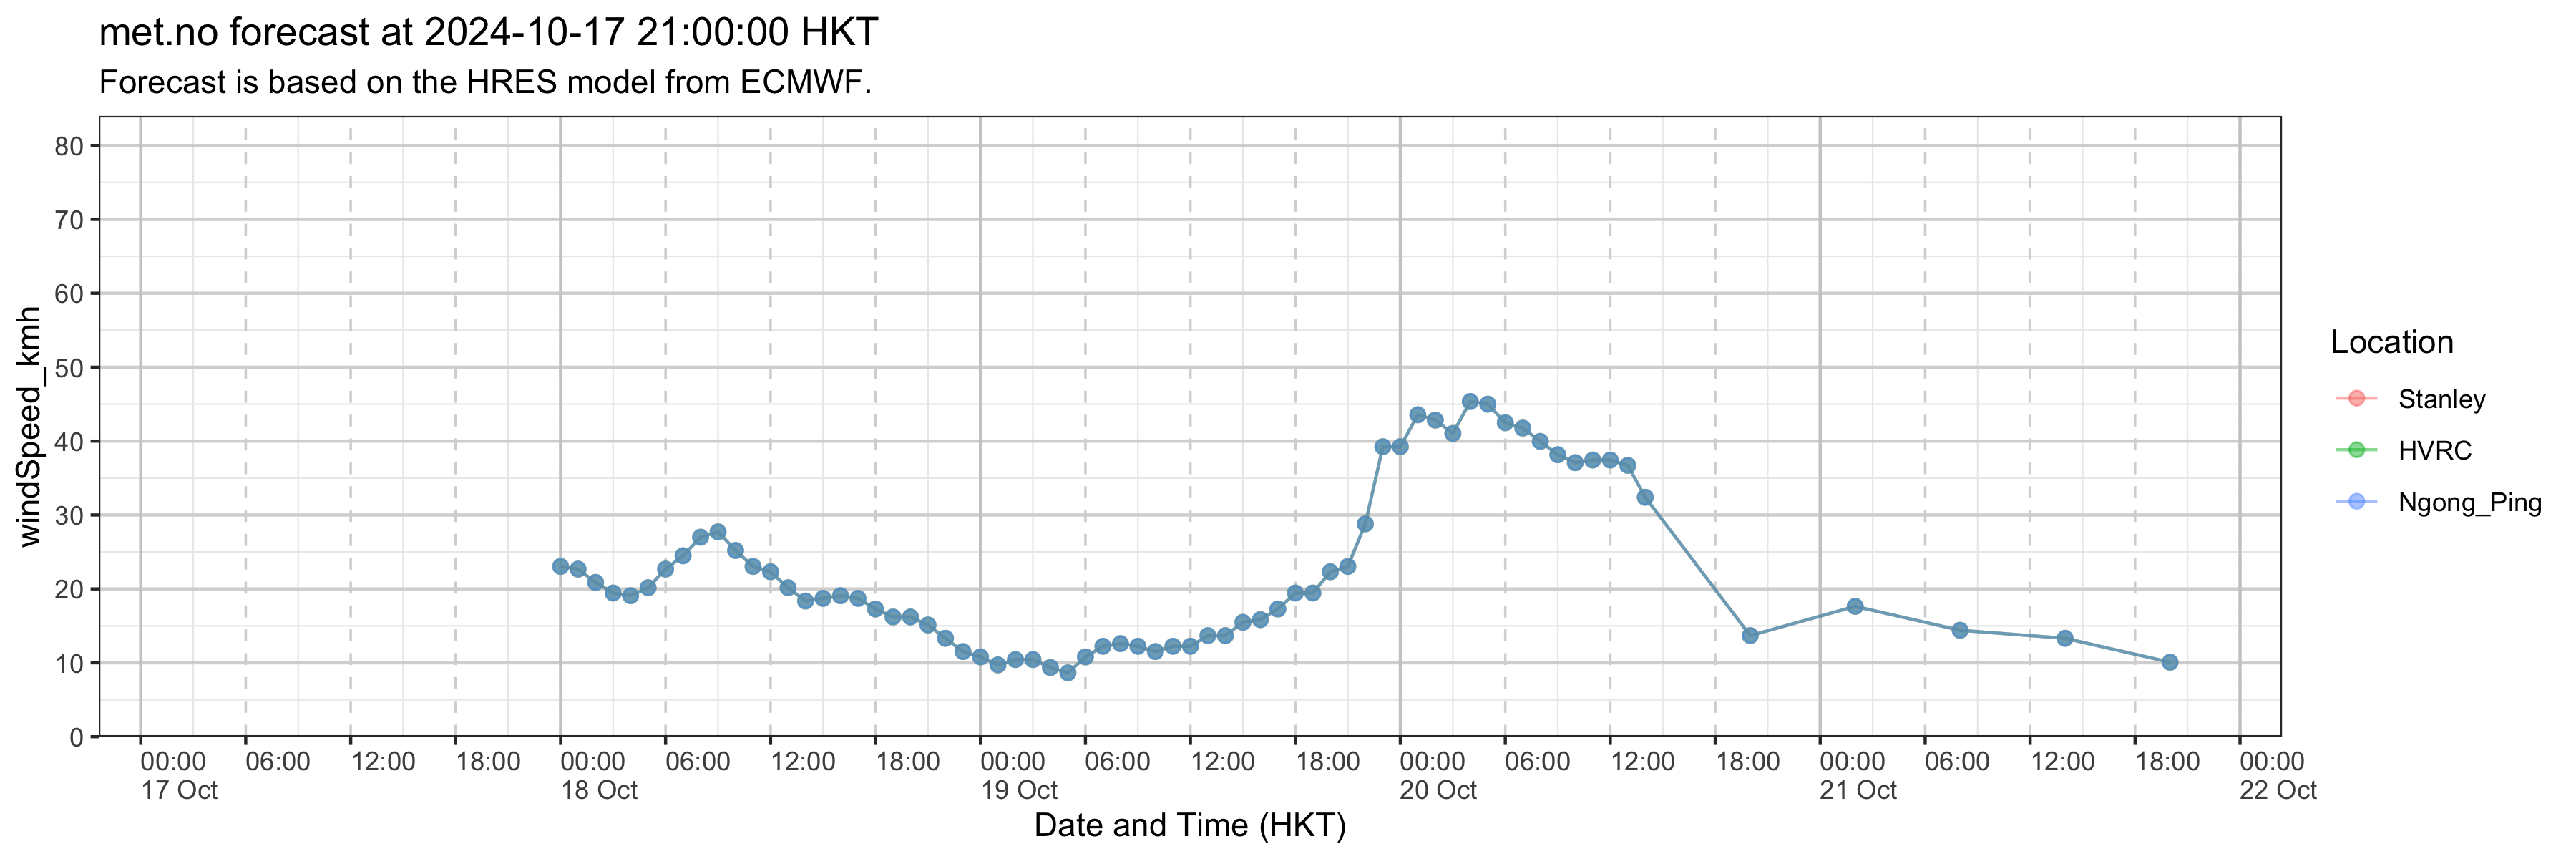 met.no forecast at 2024-10-17 21:00:00 HKT
Forecast is based on the HRES model from ECMWF.
windSpeed_kmh
80
70
60
50
40
30
20
10
0
00:00 06:00 12:00 18:00 00:00 06:00 12:00 18:00 00:00 06:00 12:00 18:00 00:00 06:00 12:00 18:00 00:00 06:00 12:00 18:00 00:00
17 Oct 18 Oct 19 Oct 20 Oct 21 Oct 22 Oct
Date and Time (HKT)
Location
Stanley
HVRC
Ngong_Ping